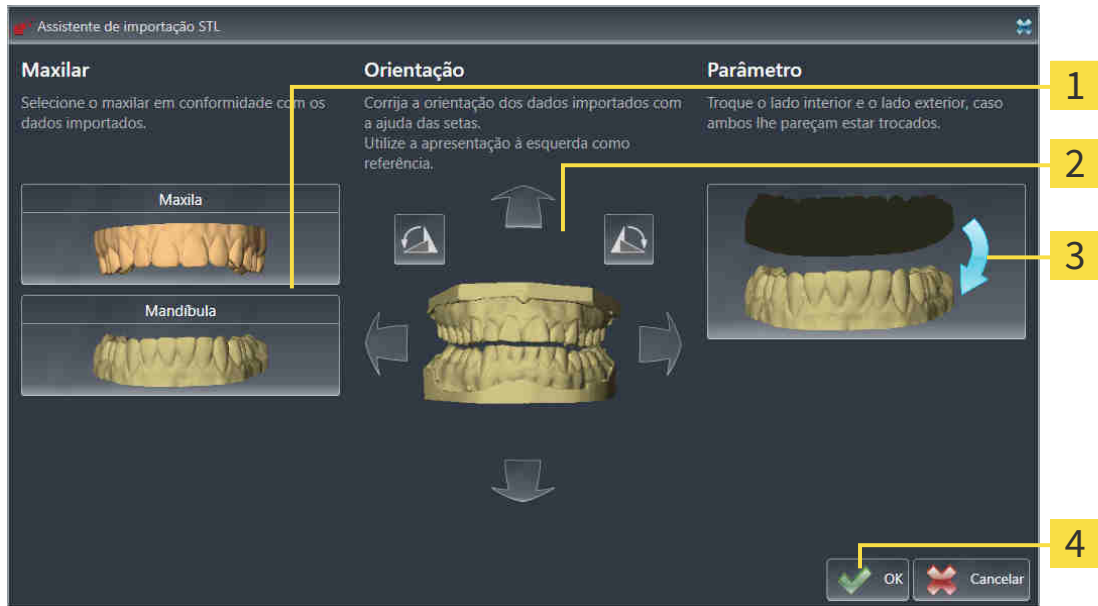 Assistente de importação STL
Maxilar
Selecione o maxilar em conformidade com os
dados importados.
Maxila
Mandíbula
Orientação
Corrija a orientação dos dados importados com
a ajuda das setas.
Utilize a apresentação à esquerda como
referência.
Parâmetro
Troque o lado interior e o lado exterior, caso
ambos lhe pareçam estar trocados.
1
2
3
4
OK
Cancelar